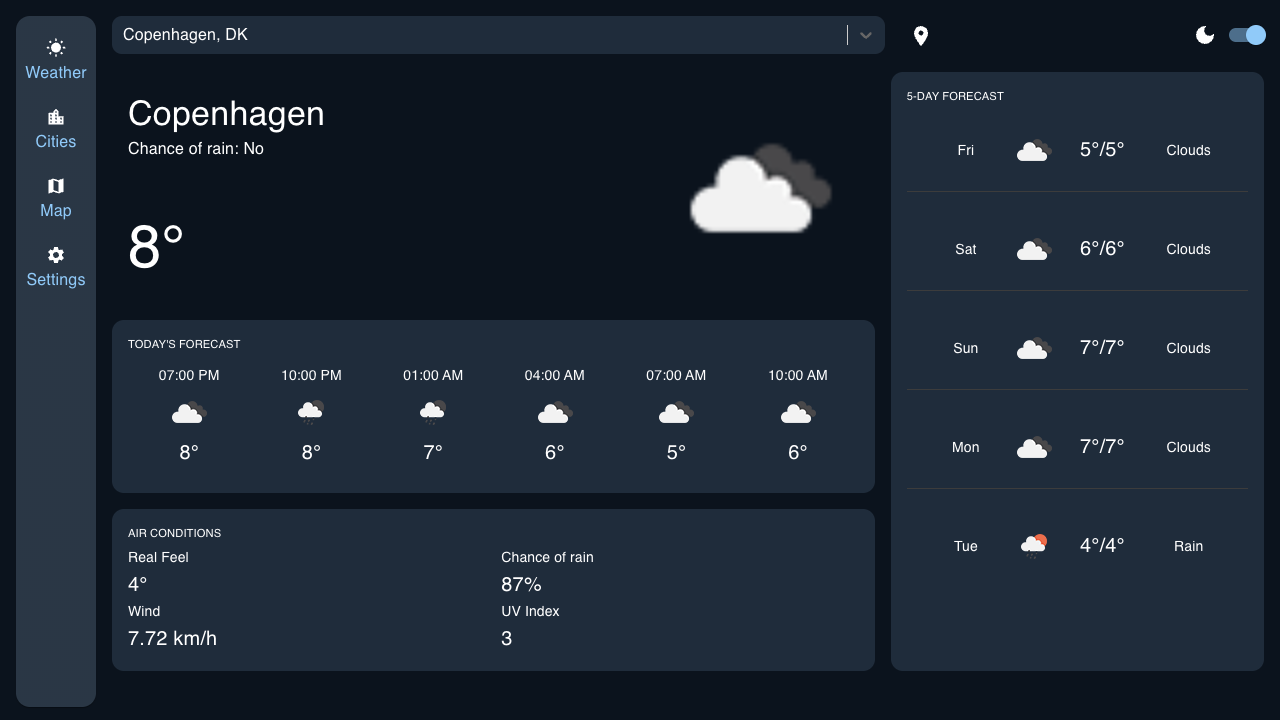 Weather
Cities
Map
Settings
Copenhagen, DK
Copenhagen
Chance of rain: No
8°
TODAY'S FORECAST
07:00 PM 10:00 PM 01:00 AM 04:00 AM 07:00 AM 10:00 AM
8° 8° 7° 6° 5° 6°
AIR CONDITIONS
Real Feel
4°
Wind
7.72 km/h
Chance of rain
87%
UV Index
3
5-DAY FORECAST
Fri 5°/5° Clouds
Sat 6°/6° Clouds
Sun 7°/7° Clouds
Mon 7°/7° Clouds
Tue 4°/4° Rain